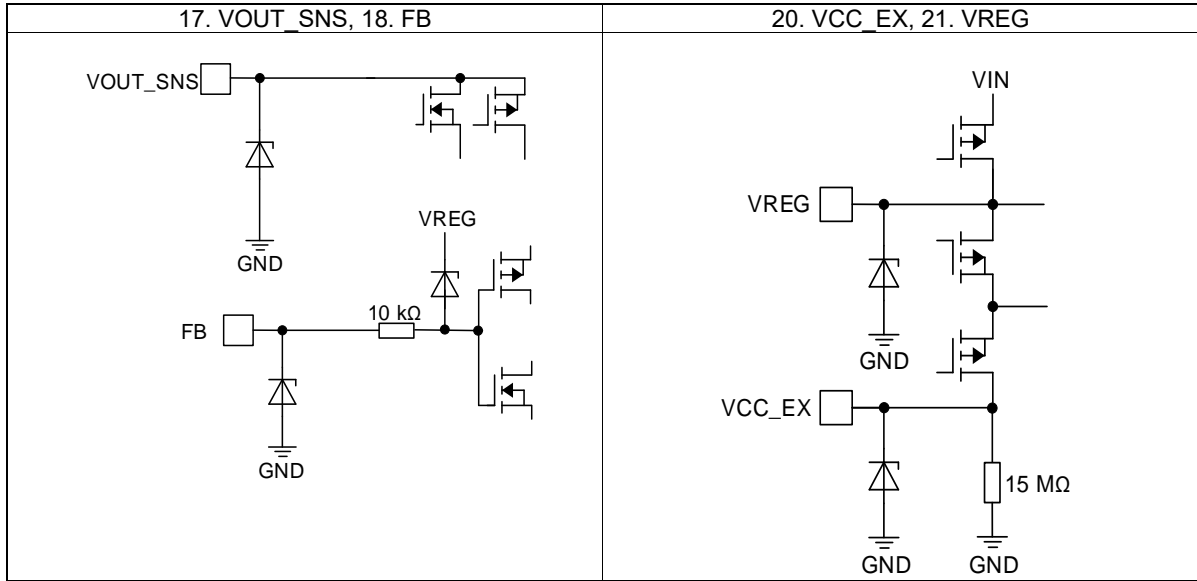 17. VOUT_SNS, 18. FB
VOUT_SNS
GND
VREG
10 kΩ
FB
GND
20. VCC_EX, 21. VREG
VIN
VREG
GND
VCC_EX
15 MΩ
GND
GND